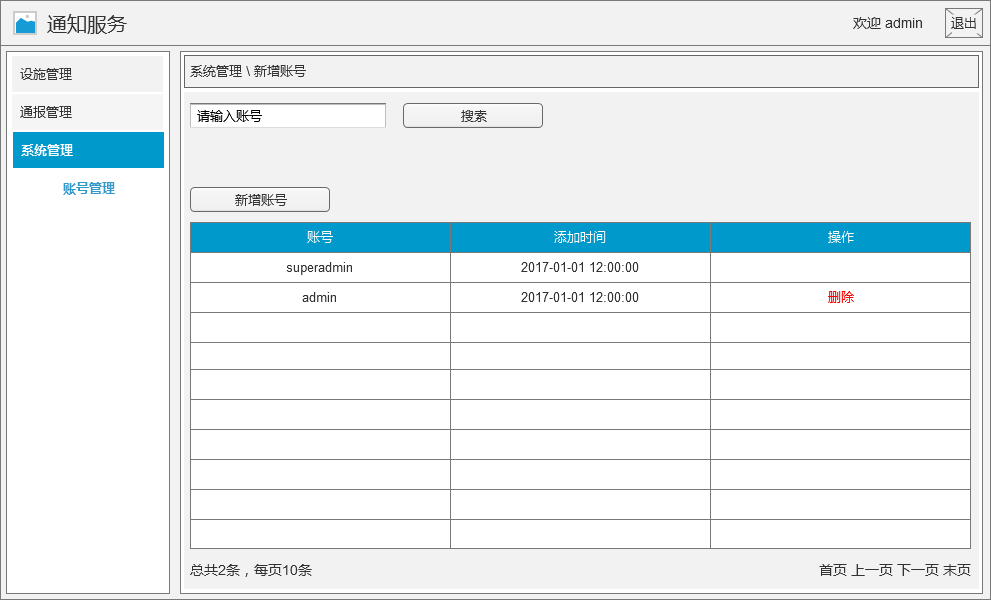 通知服务
欢迎 admin
退出
设施管理
通报管理
系统管理
账号管理
系统管理 \ 新增账号
请输入账号
搜索
新增账号
账号 添加时间 操作
superadmin 2017-01-01 12:00:00
admin 2017-01-01 12:00:00 删除
总共2条，每页10条
首页 上一页 下一页 末页